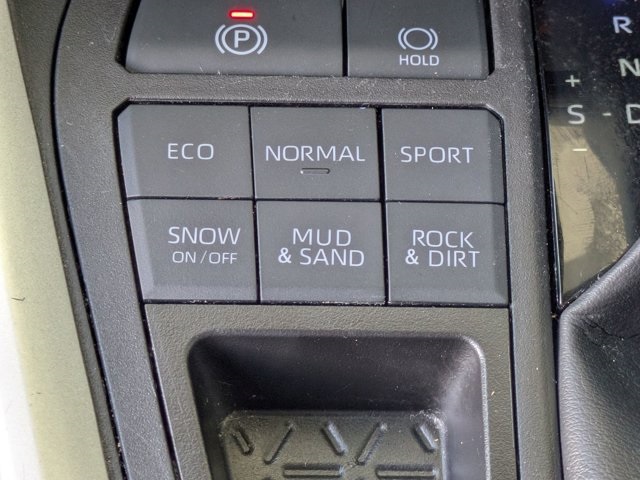 (P)
HOLD
R
N
+
S - D
−
ECO
NORMAL
SPORT
SNOW
ON/OFF
MUD
& SAND
ROCK
& DIRT